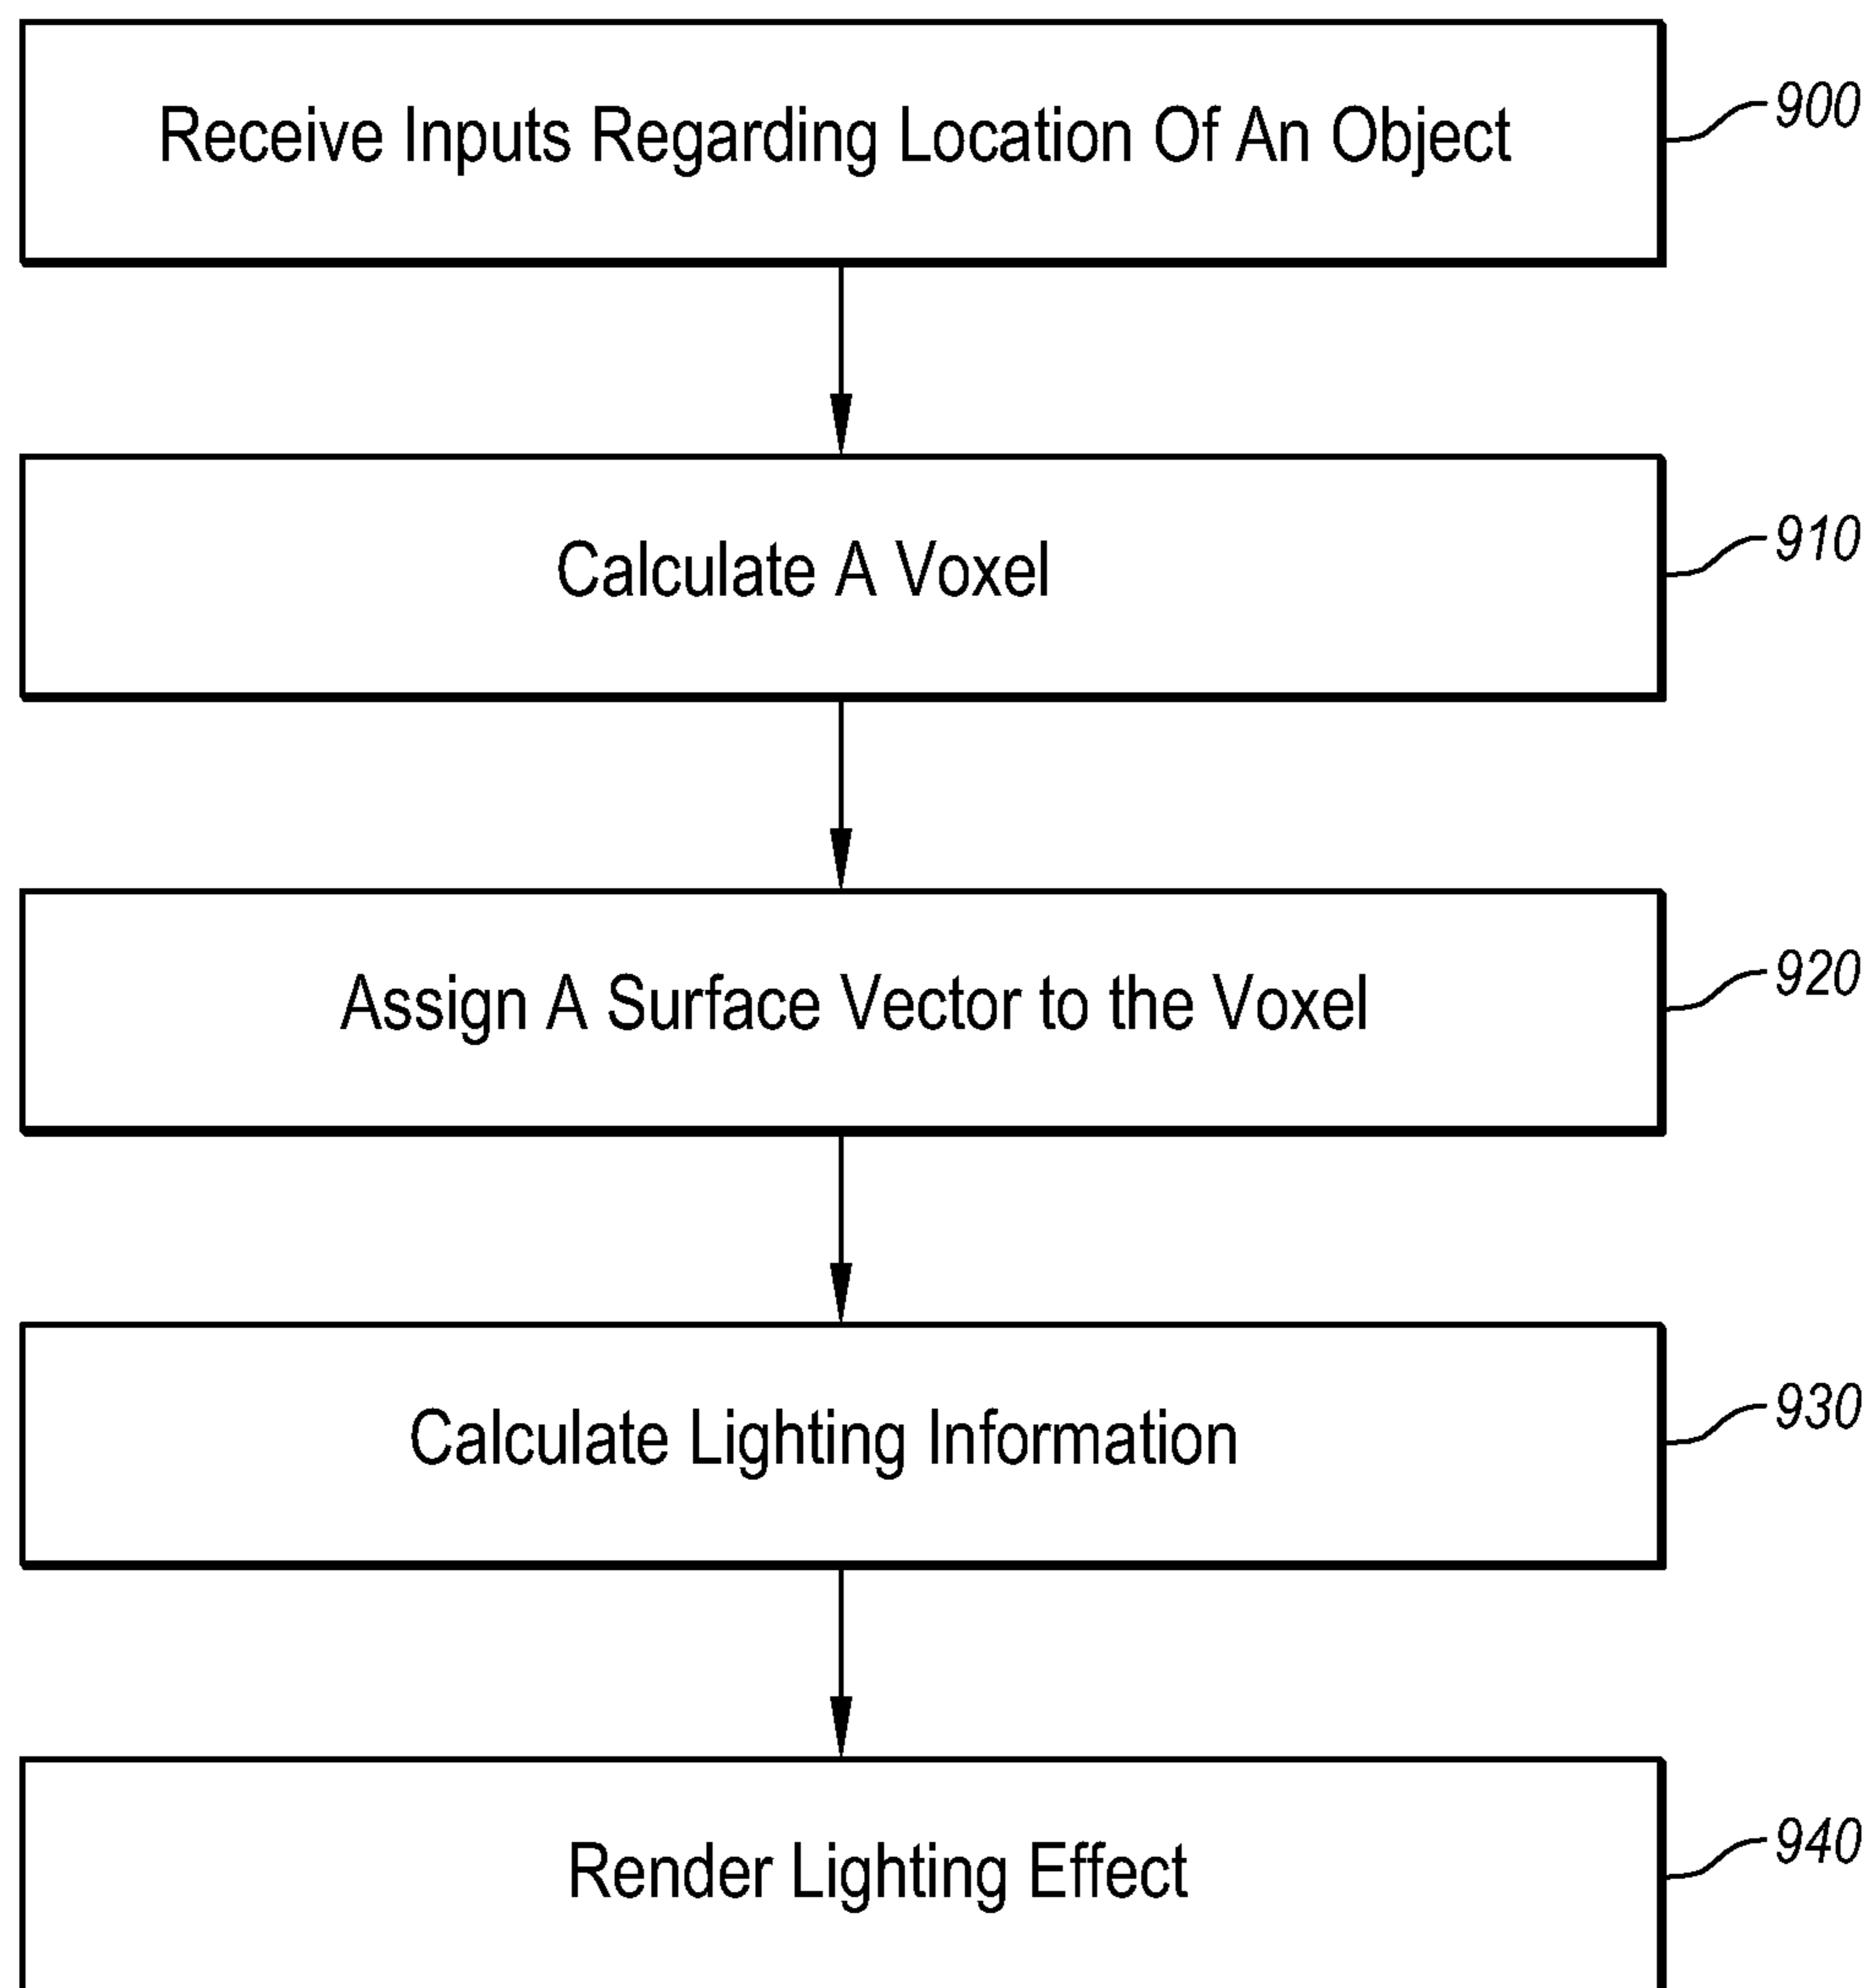 Receive Inputs Regarding Location Of An Object
900
Calculate A Voxel
910
Assign A Surface Vector to the Voxel
920
Calculate Lighting Information
930
Render Lighting Effect
940